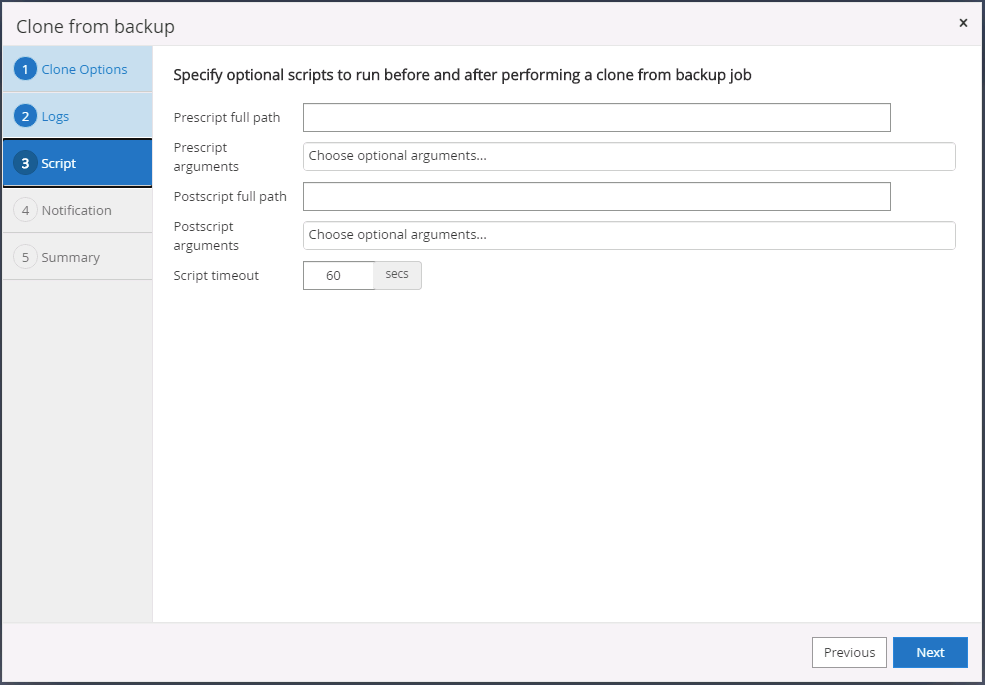 Clone from backup
×
1 Clone Options
2 Logs
3 Script
4 Notification
5 Summary
Specify optional scripts to run before and after performing a clone from backup job
Prescript full path
Prescript
arguments
Choose optional arguments...
Postscript full path
Postscript
arguments
Choose optional arguments...
Script timeout
60 secs
Previous
Next